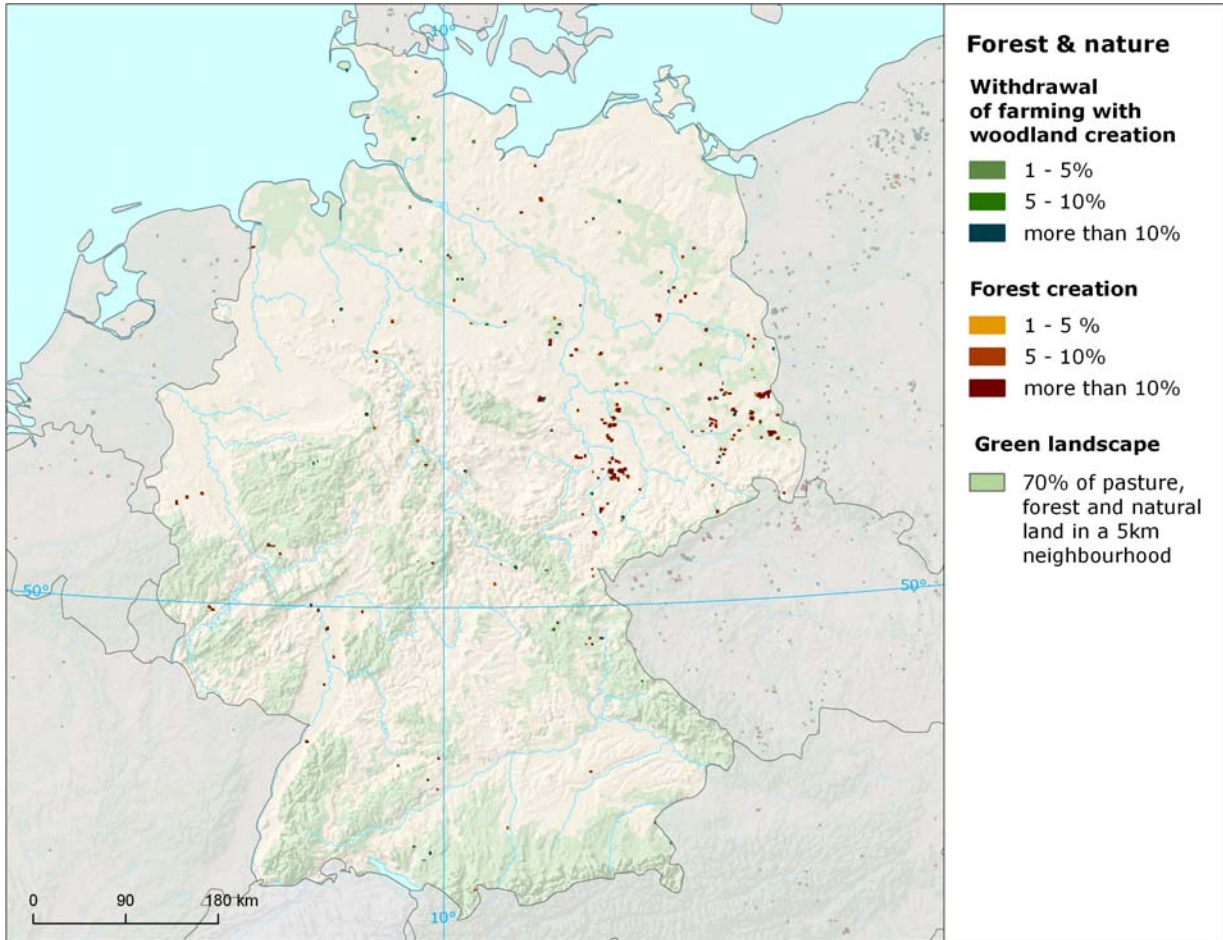 10°
50°
50°
10°
0 90 180 km
Forest & nature
Withdrawal
of farming with
woodland creation
1 - 5%
5 - 10%
more than 10%
Forest creation
1 - 5 %
5 - 10%
more than 10%
Green landscape
70% of pasture,
forest and natural
land in a 5km
neighbourhood